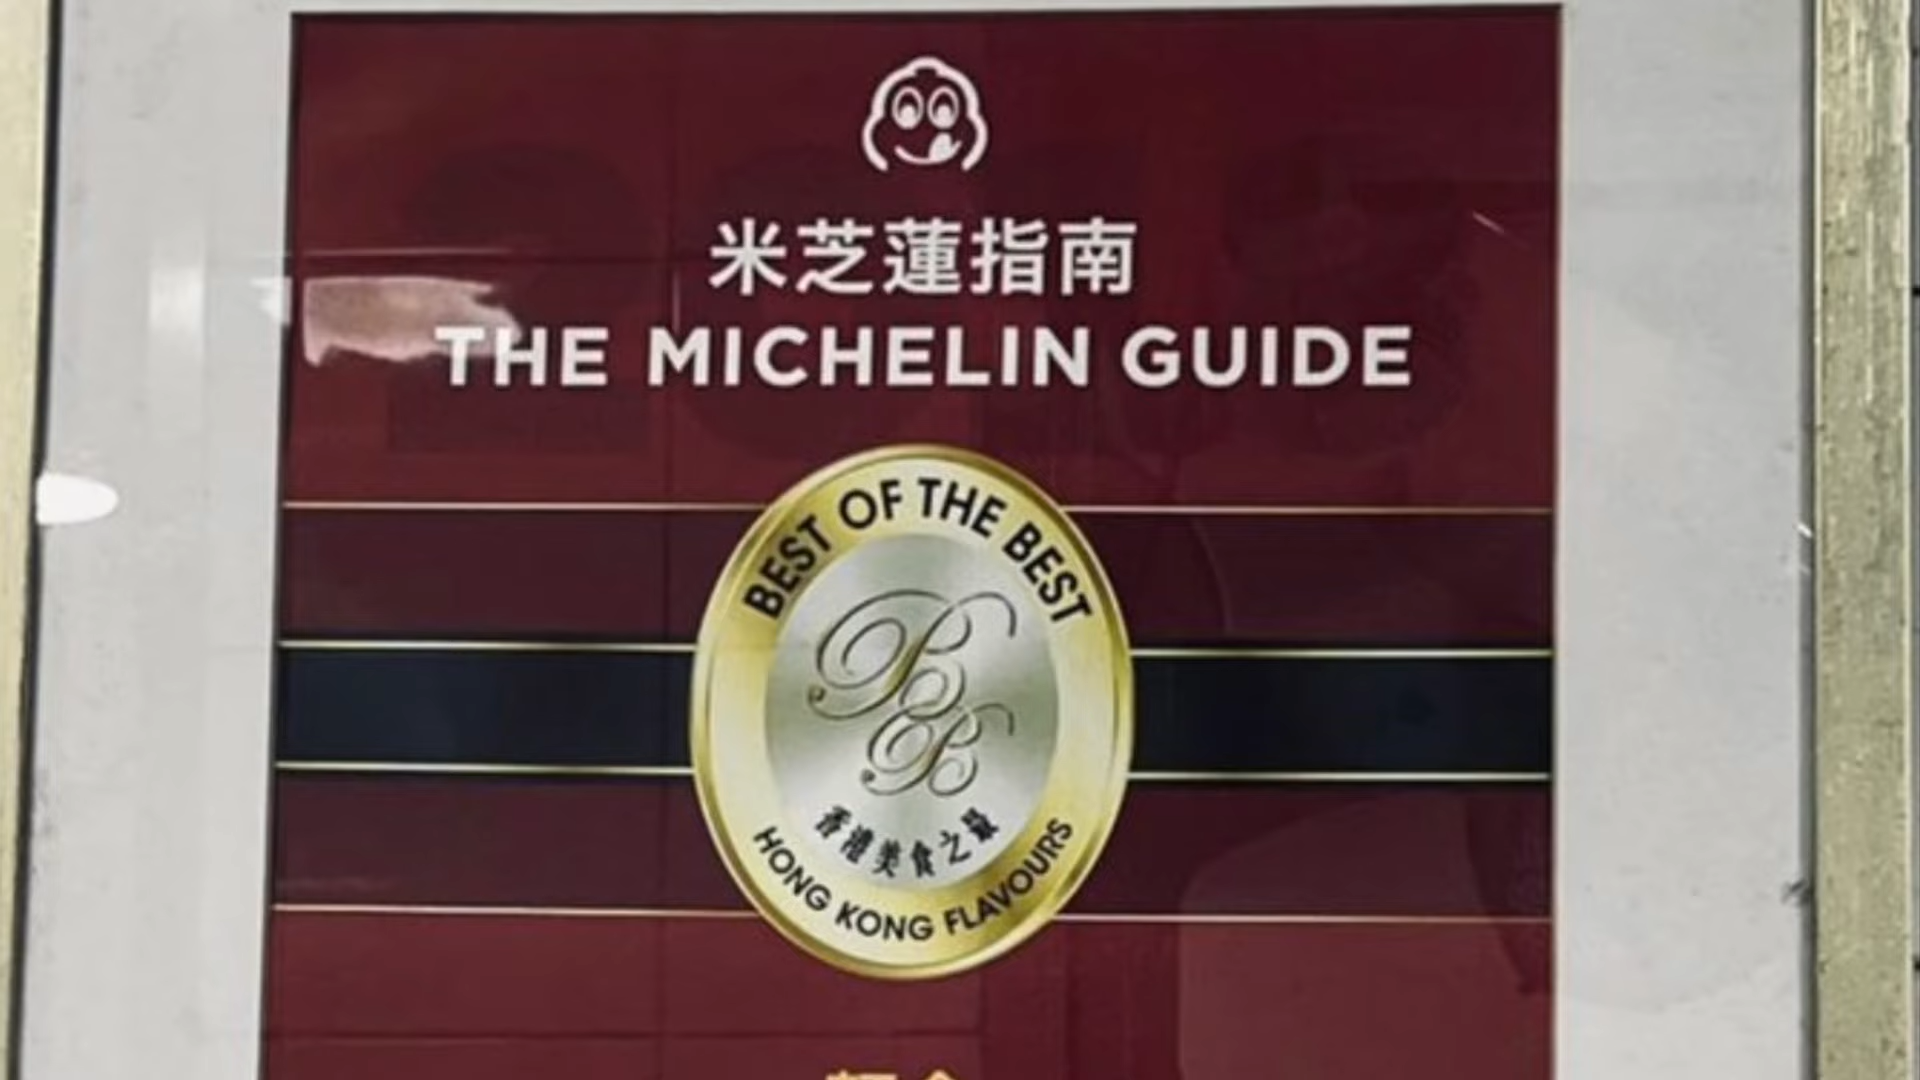 米芝蓮指南
THE MICHELIN GUIDE
BEST OF THE BEST
BB
香港美食之最
HONG KONG FLAVOURS